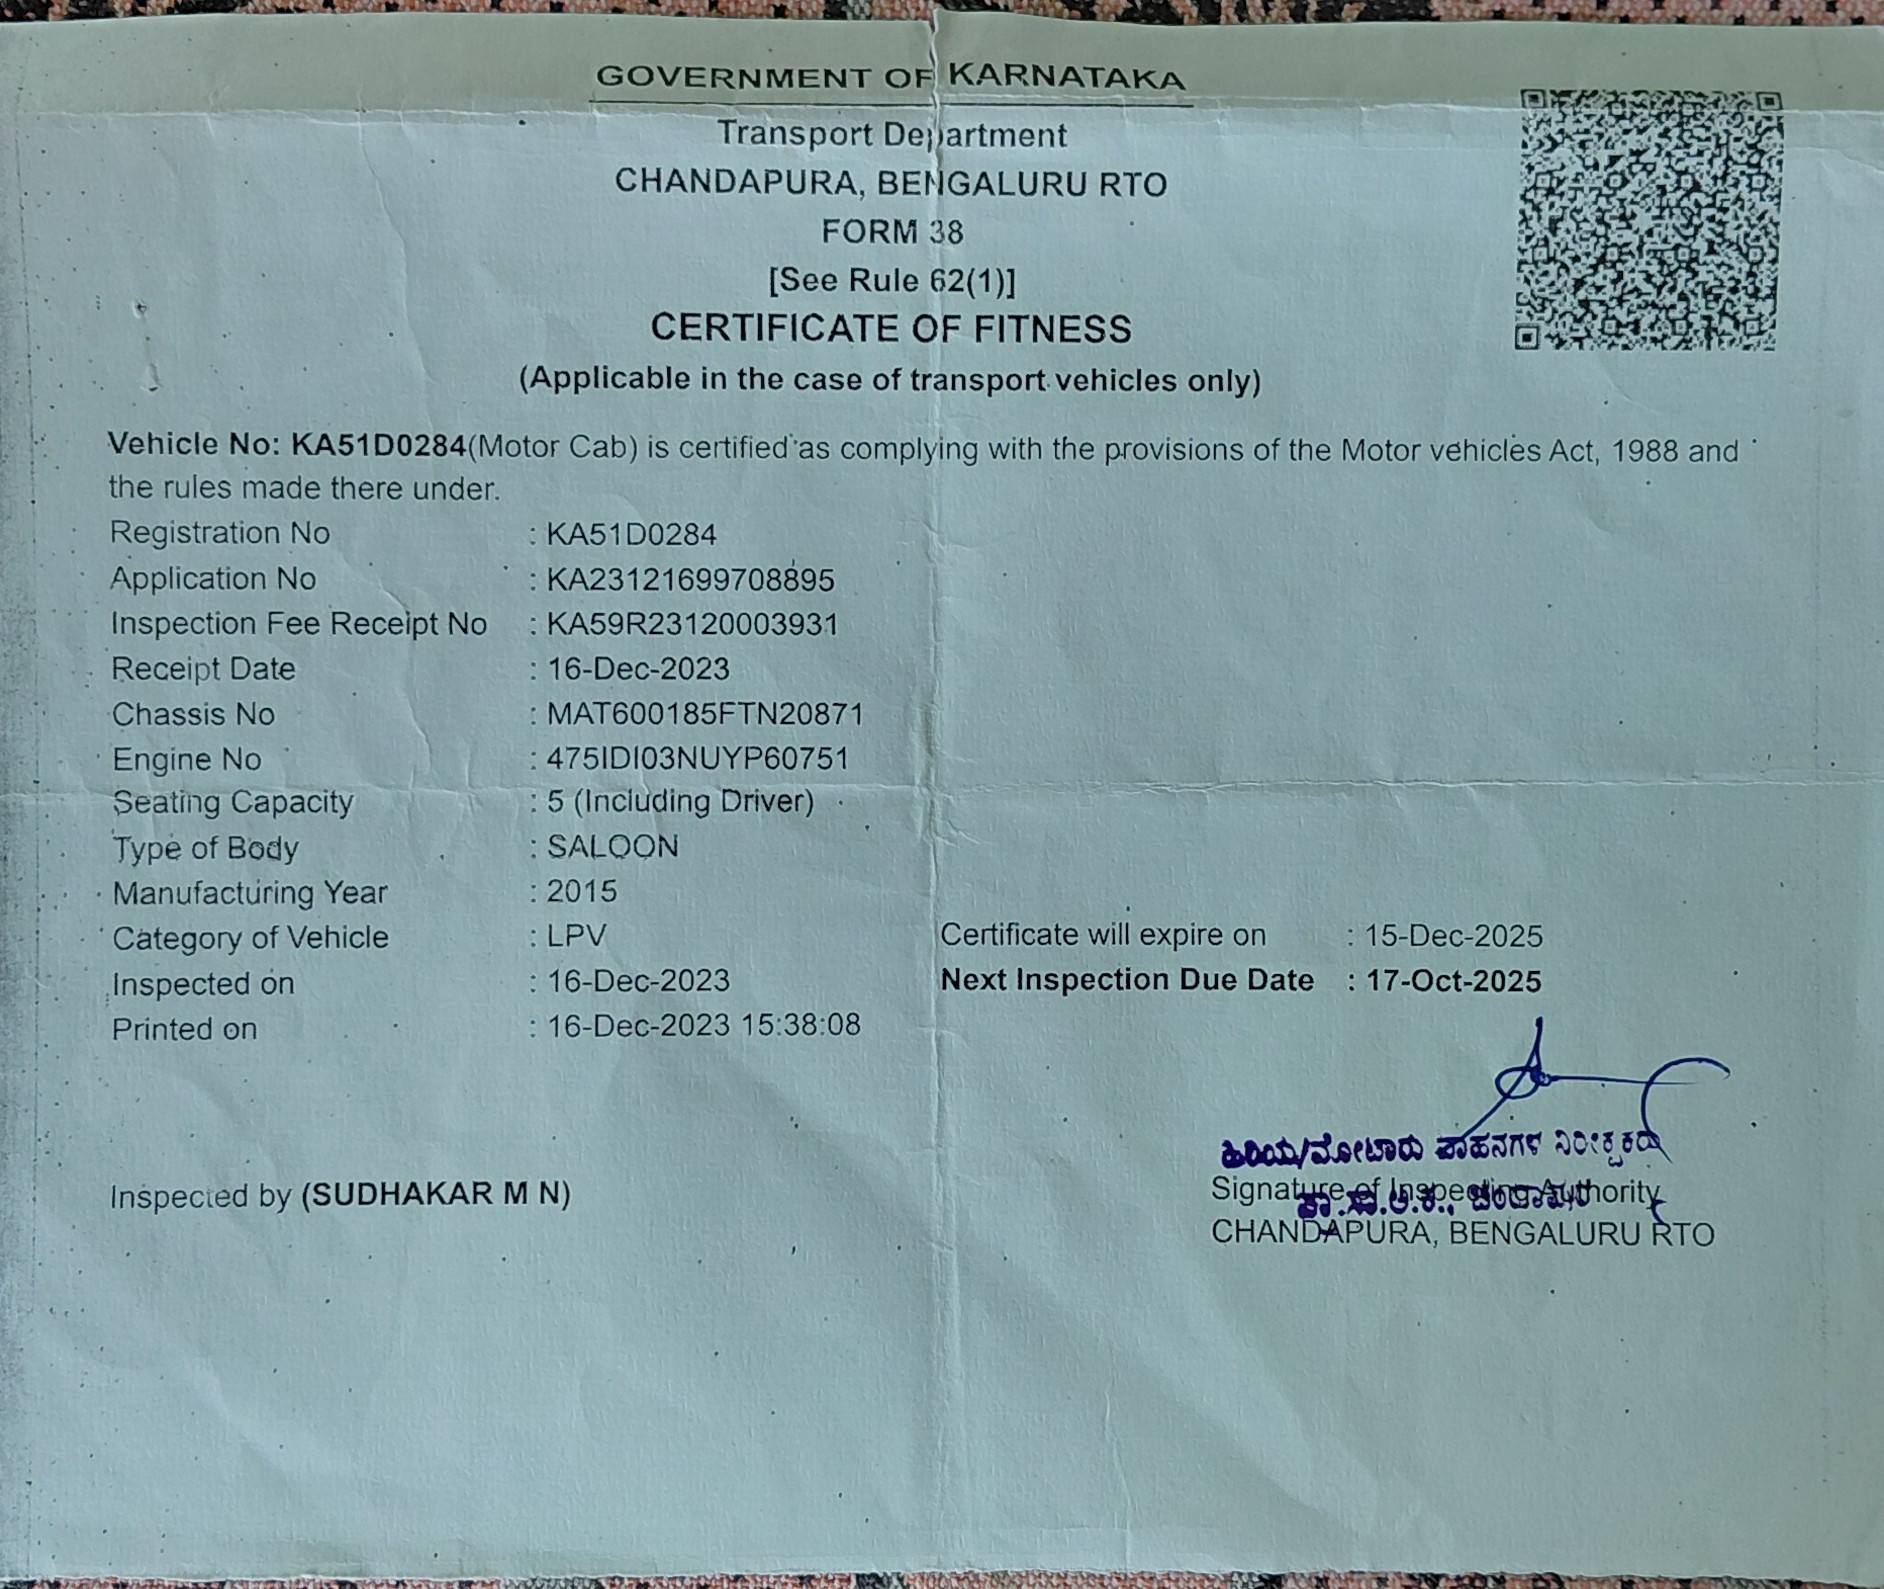 GOVERNMENT OF KARNATAKA
Transport Department
CHANDAPURA, BENGALURU RTO
FORM 38
[See Rule 62(1)]
CERTIFICATE OF FITNESS
(Applicable in the case of transport vehicles only)
Vehicle No: KA51D0284(Motor Cab) is certified as complying with the provisions of the Motor vehicles Act, 1988 and
the rules made there under.
Registration No : KA51D0284
Application No : KA23121699708895
Inspection Fee Receipt No : KA59R23120003931
Receipt Date : 16-Dec-2023
Chassis No : MAT600185FTN20871
Engine No : 475IDI03NUYP60751
Seating Capacity : 5 (Including Driver)
Type of Body : SALOON
Manufacturing Year : 2015
Category of Vehicle : LPV Certificate will expire on : 15-Dec-2025
Inspected on : 16-Dec-2023 Next Inspection Due Date : 17-Oct-2025
Printed on : 16-Dec-2023 15:38:08
ಹಿರಿಯ/ಮೋಟಾರು ವಾಹನಗಳ ನಿರೀಕ್ಷಕರು
Inspected by (SUDHAKAR M N) Signature of Inspecting Authority
CHANDAPURA, BENGALURU RTO